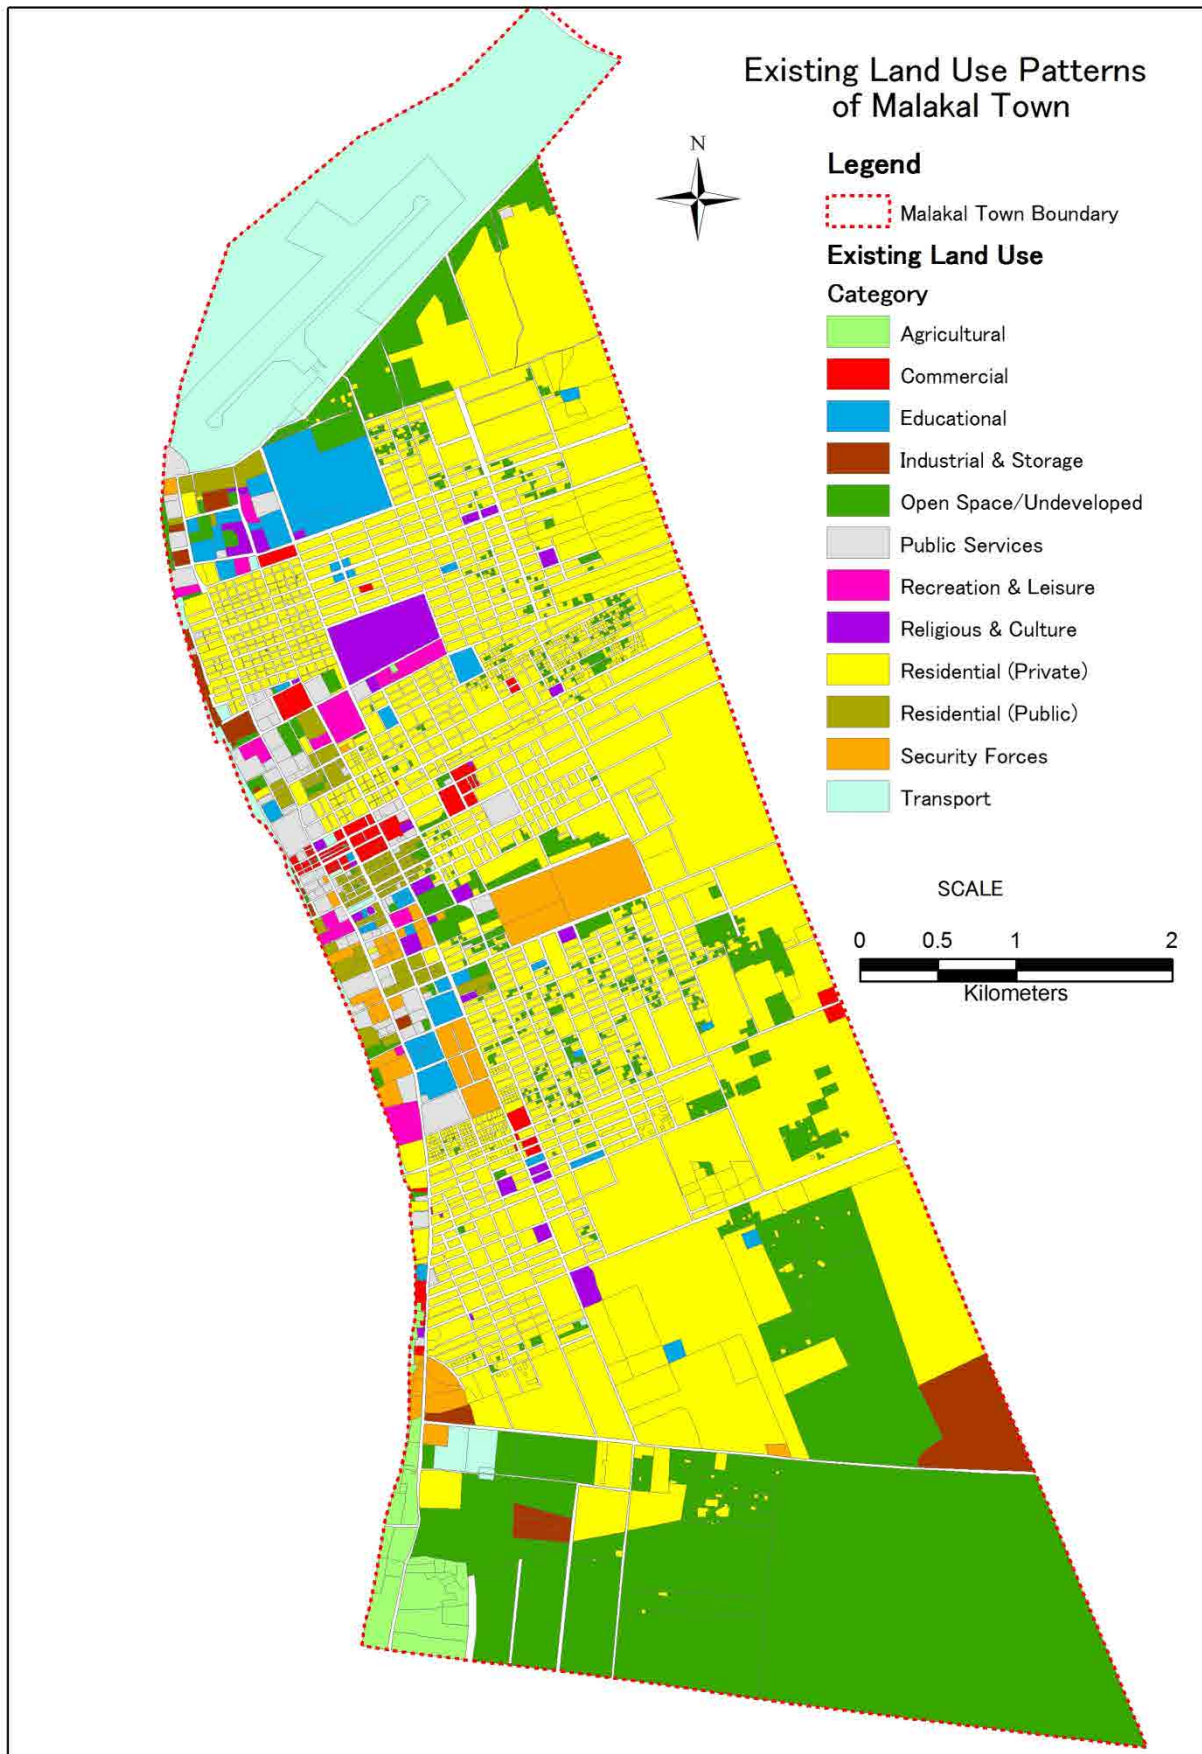 Existing Land Use Patterns
of Malakal Town
N
Legend
Malakal Town Boundary
Existing Land Use
Category
Agricultural
Commercial
Educational
Industrial & Storage
Open Space/Undeveloped
Public Services
Recreation & Leisure
Religious & Culture
Residential (Private)
Residential (Public)
Security Forces
Transport
SCALE
0 0.5 1 2
Kilometers